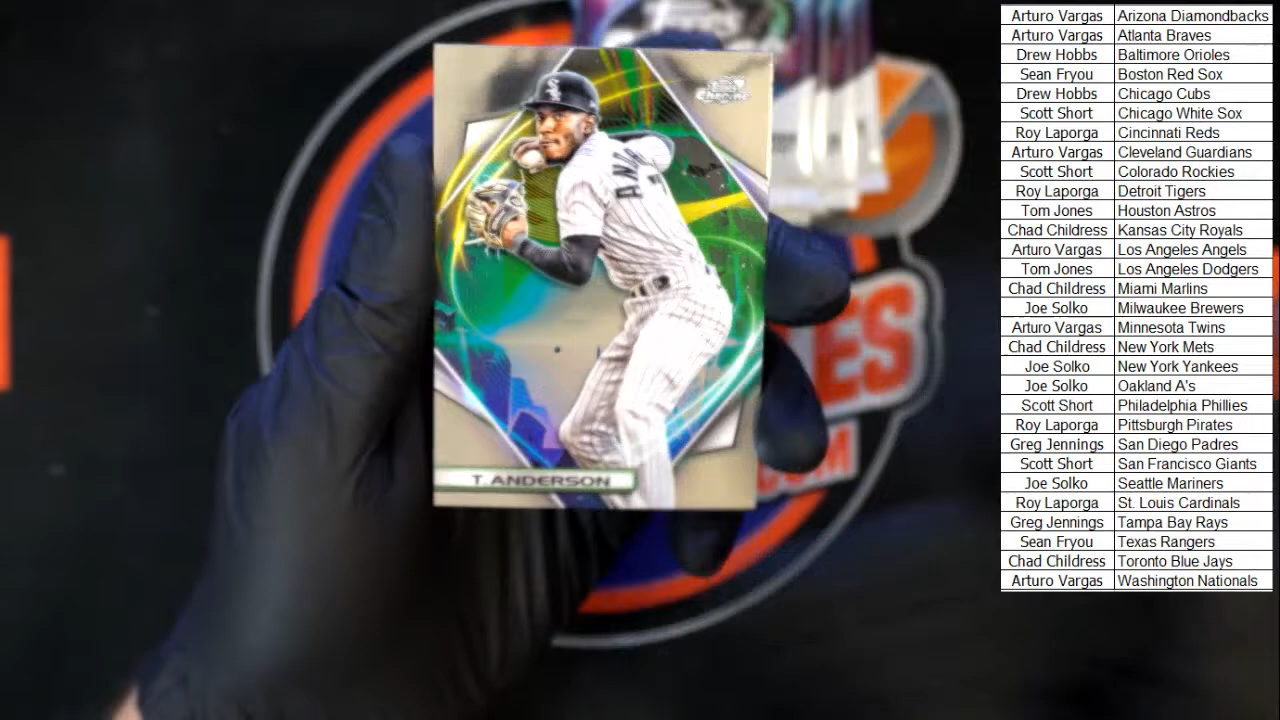 Topps
Chrome
ANDE
7
T. ANDERSON
ES
COM
Arturo Vargas Arizona Diamondbacks
Arturo Vargas Atlanta Braves
Drew Hobbs Baltimore Orioles
Sean Fryou Boston Red Sox
Drew Hobbs Chicago Cubs
Scott Short Chicago White Sox
Roy Laporga Cincinnati Reds
Arturo Vargas Cleveland Guardians
Scott Short Colorado Rockies
Roy Laporga Detroit Tigers
Tom Jones Houston Astros
Chad Childress Kansas City Royals
Arturo Vargas Los Angeles Angels
Tom Jones Los Angeles Dodgers
Chad Childress Miami Marlins
Joe Solko Milwaukee Brewers
Arturo Vargas Minnesota Twins
Chad Childress New York Mets
Joe Solko New York Yankees
Joe Solko Oakland A's
Scott Short Philadelphia Phillies
Roy Laporga Pittsburgh Pirates
Greg Jennings San Diego Padres
Scott Short San Francisco Giants
Joe Solko Seattle Mariners
Roy Laporga St. Louis Cardinals
Greg Jennings Tampa Bay Rays
Sean Fryou Texas Rangers
Chad Childress Toronto Blue Jays
Arturo Vargas Washington Nationals